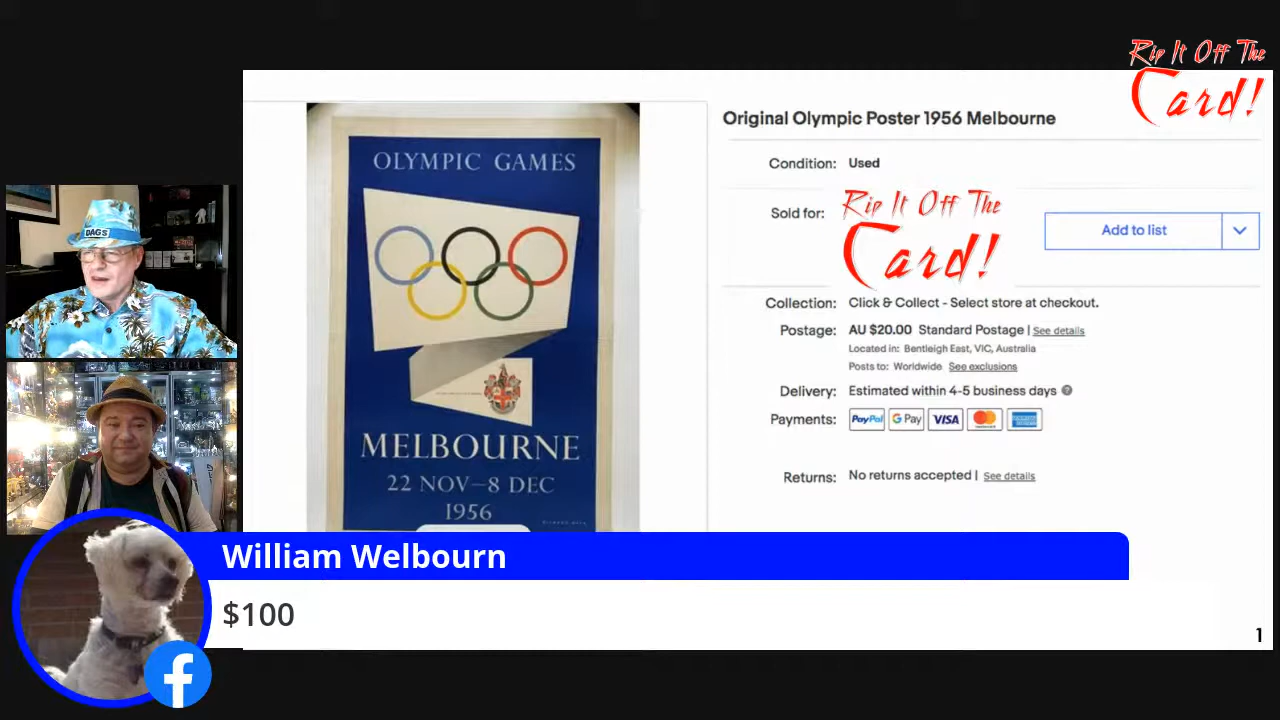 Rip It Off The
Card!
Original Olympic Poster 1956 Melbourne
OLYMPIC GAMES
Condition: Used
DAGS
Sold for:
Rip It Off The
Card!
Add to list
Collection: Click & Collect - Select store at checkout.
Postage: AU $20.00 Standard Postage | See details
Located in: Bentleigh East, VIC, Australia
Posts to: Worldwide See exclusions
Delivery: Estimated within 4-5 business days
Payments: PayPal G Pay VISA
MELBOURNE
22 NOV–8 DEC
1956
Returns: No returns accepted | See details
William Welbourn
$100
1